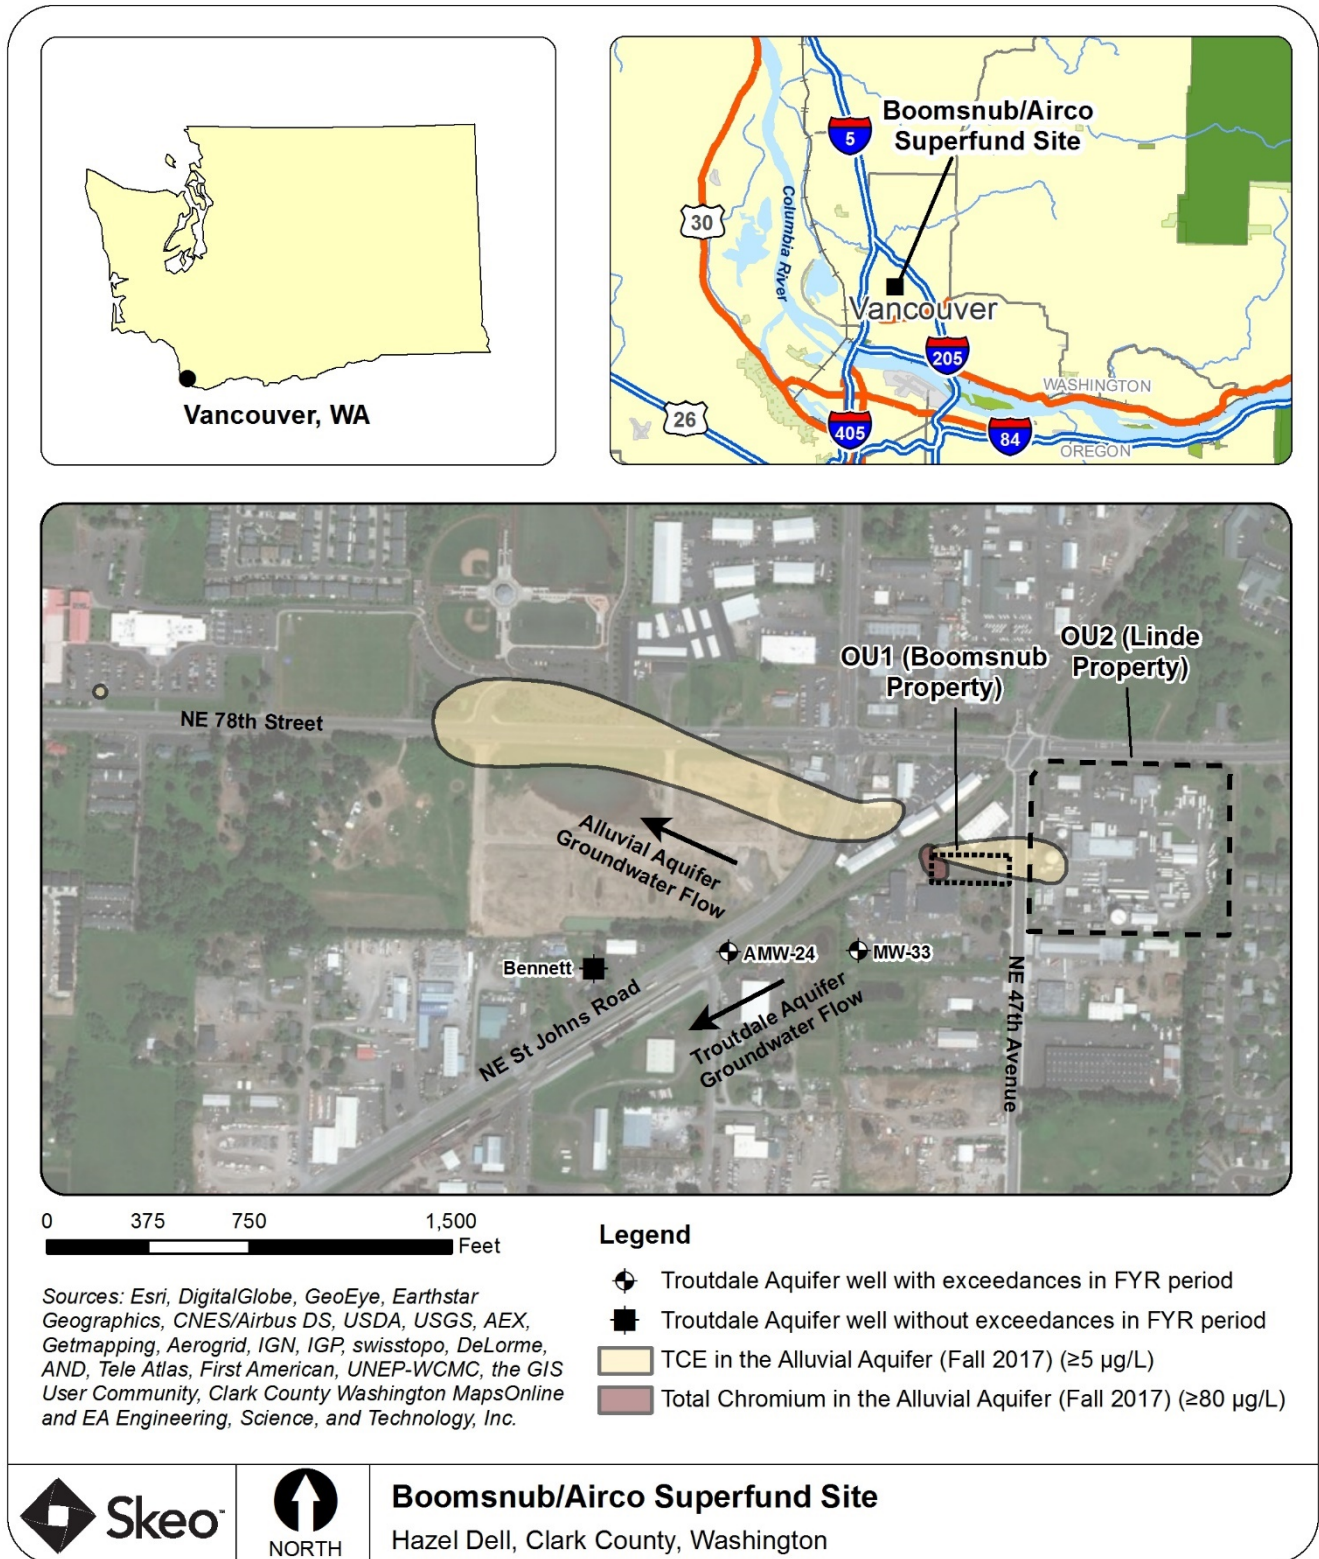 Vancouver, WA
Boomsnub/Airco
Superfund Site
5
30
Columbia River
Vancouver
205
WASHINGTON
26
405
84
OREGON
OU2 (Linde
Property)
OU1 (Boomsnub
Property)
NE 78th Street
Alluvial Aquifer
Groundwater Flow
AMW-24
MW-33
Bennett
Troutdale Aquifer
Groundwater Flow
NE St Johns Road
NE 47th Avenue
0 375 750 1,500
Feet
Sources: Esri, DigitalGlobe, GeoEye, Earthstar
Geographics, CNES/Airbus DS, USDA, USGS, AEX,
Getmapping, Aerogrid, IGN, IGP, swisstopo, DeLorme,
AND, Tele Atlas, First American, UNEP-WCMC, the GIS
User Community, Clark County Washington MapsOnline
and EA Engineering, Science, and Technology, Inc.
Legend
Troutdale Aquifer well with exceedances in FYR period
Troutdale Aquifer well without exceedances in FYR period
TCE in the Alluvial Aquifer (Fall 2017) (≥5 µg/L)
Total Chromium in the Alluvial Aquifer (Fall 2017) (≥80 µg/L)
Skeo™
NORTH
Boomsnub/Airco Superfund Site
Hazel Dell, Clark County, Washington